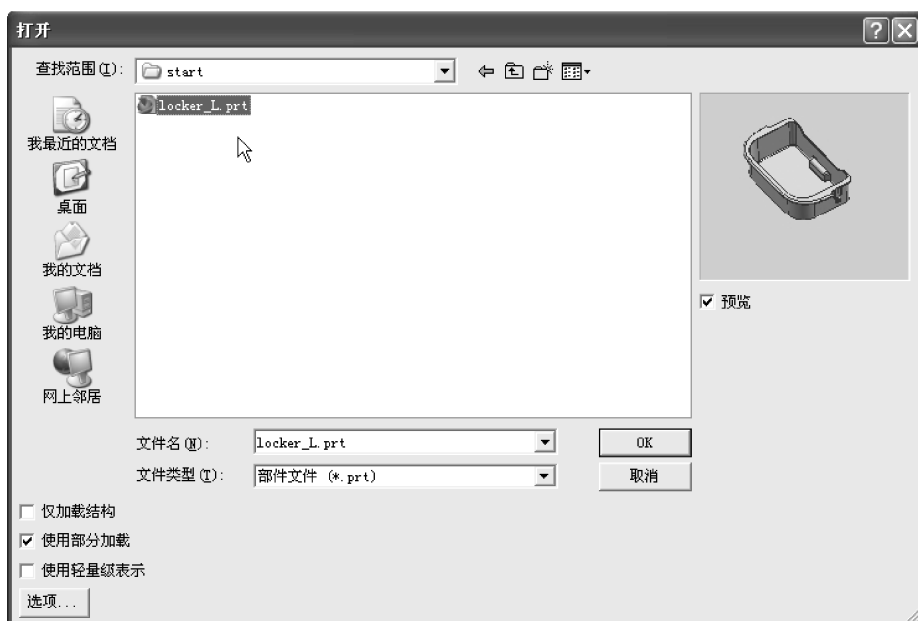 打开
查找范围(I):
start
locker_L.prt
我最近的文档
桌面
我的文档
我的电脑
网上邻居
预览
文件名(N):
locker_L.prt
OK
文件类型(T):
部件文件 (*.prt)
取消
仅加载结构
使用部分加载
使用轻量级表示
选项...